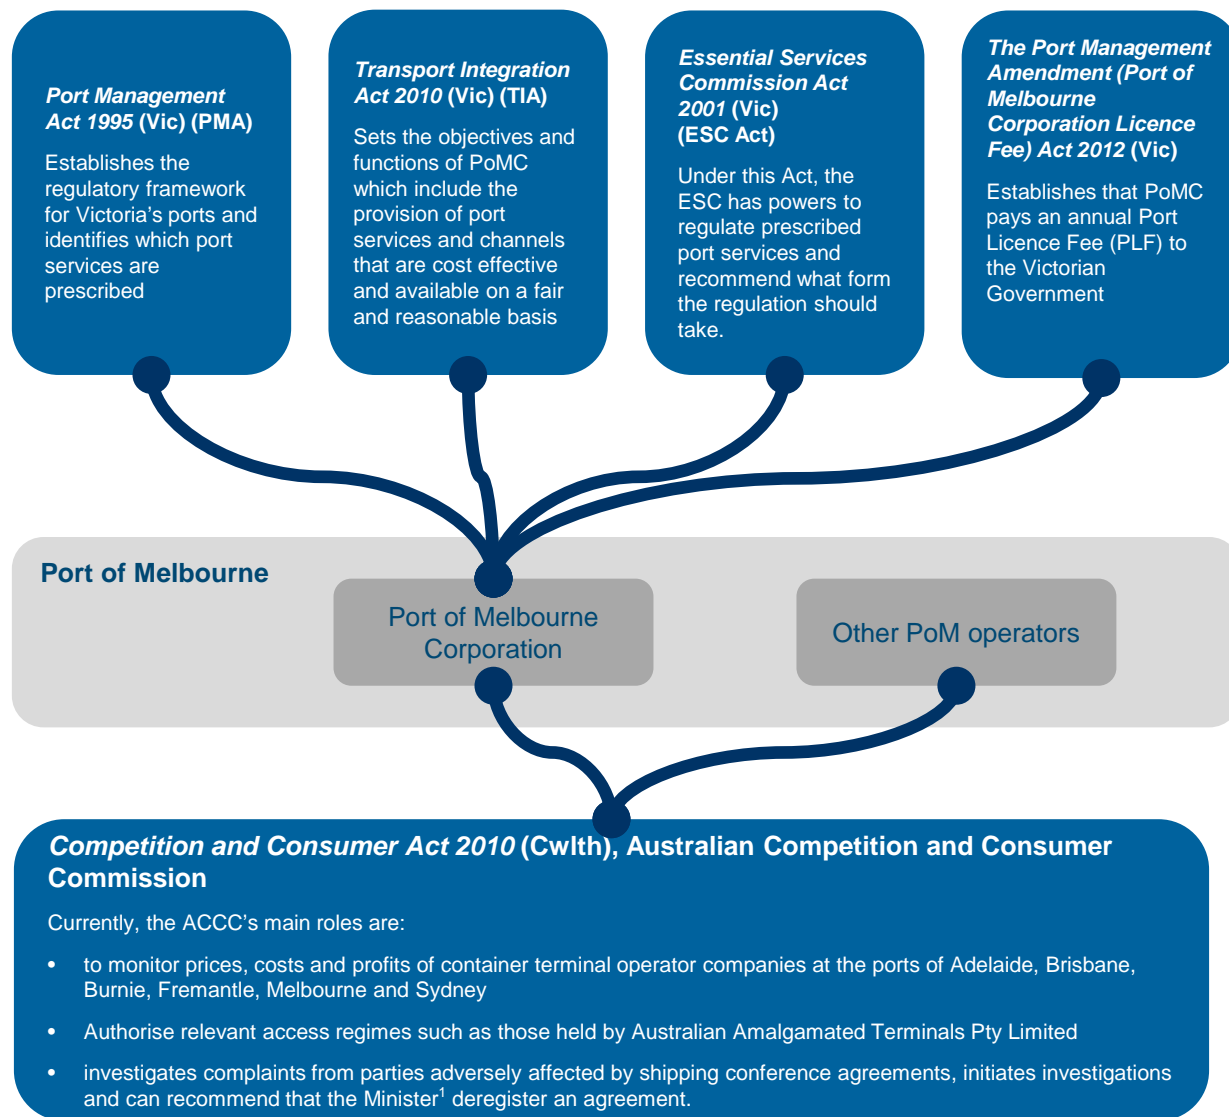 Port Management
Act 1995 (Vic) (PMA)
Establishes the
regulatory framework
for Victoria's ports and
identifies which port
services are
prescribed
Transport Integration
Act 2010 (Vic) (TIA)
Sets the objectives and
functions of PoMC
which include the
provision of port
services and channels
that are cost effective
and available on a fair
and reasonable basis
Essential Services
Commission Act
2001 (Vic)
(ESC Act)
Under this Act, the
ESC has powers to
regulate prescribed
port services and
recommend what form
the regulation should
take.
The Port Management
Amendment (Port of
Melbourne
Corporation Licence
Fee) Act 2012 (Vic)
Establishes that PoMC
pays an annual Port
Licence Fee (PLF) to
the Victorian
Government
Port of Melbourne
Port of Melbourne
Corporation
Other PoM operators
Competition and Consumer Act 2010 (Cwlth), Australian Competition and Consumer
Commission
Currently, the ACCC's main roles are:
• to monitor prices, costs and profits of container terminal operator companies at the ports of Adelaide, Brisbane,
Burnie, Fremantle, Melbourne and Sydney
• Authorise relevant access regimes such as those held by Australian Amalgamated Terminals Pty Limited
• investigates complaints from parties adversely affected by shipping conference agreements, initiates investigations
and can recommend that the Minister¹ deregister an agreement.